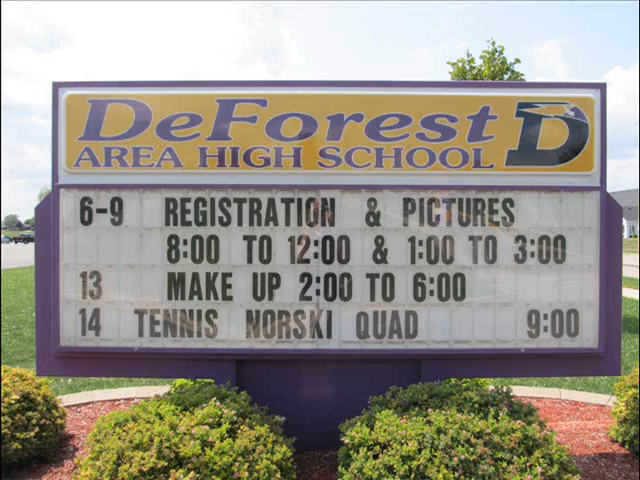 DeForest D
AREA HIGH SCHOOL
6-9 REGISTRATION & PICTURES
8:00 TO 12:00 & 1:00 TO 3:00
13 MAKE UP 2:00 TO 6:00
14 TENNIS NORSKI QUAD 9:00